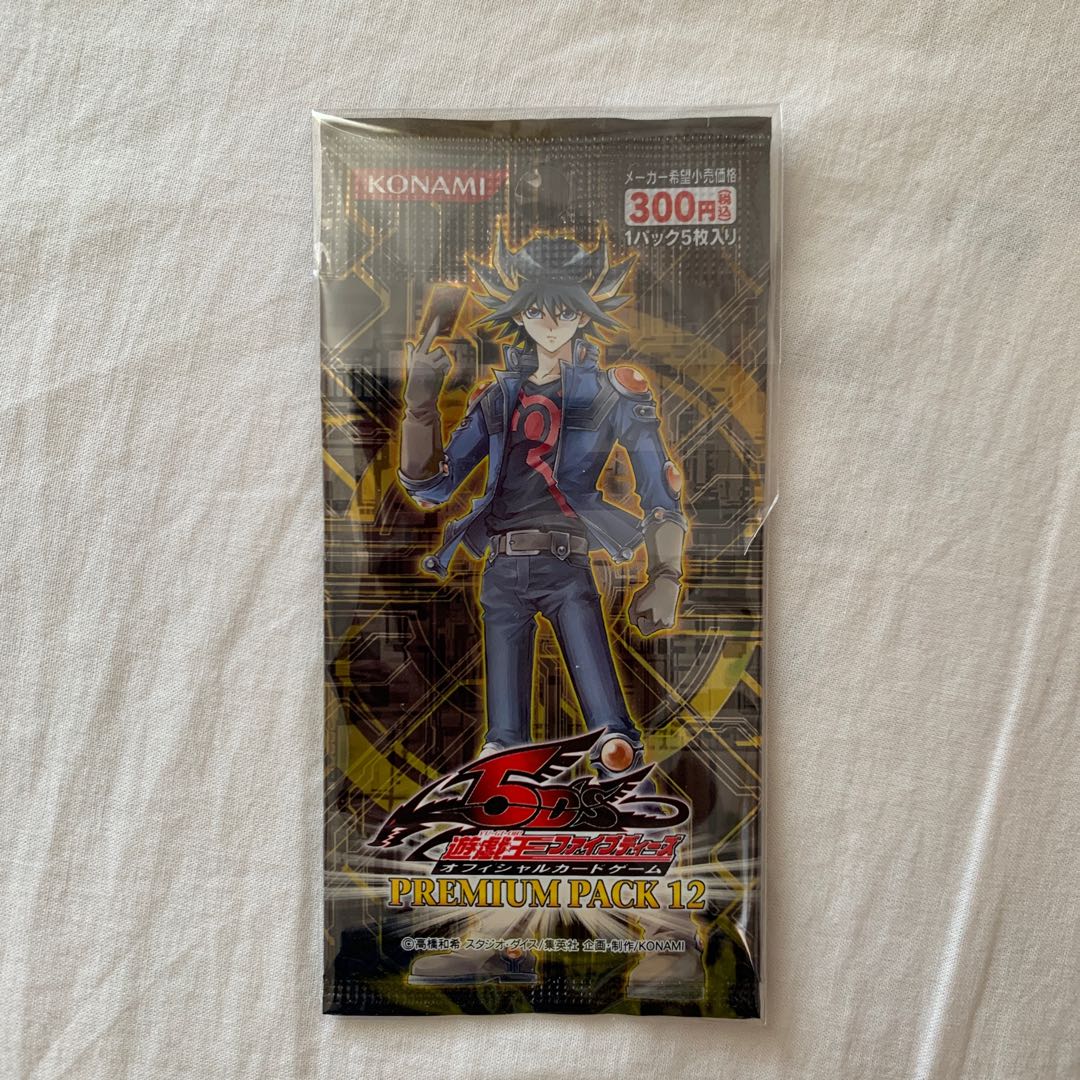 KONAMI
メーカー希望小売価格
300円(税込)
1パック5枚入り
5D's
YU-GI-OH!
遊戯王ファイブディーズ
オフィシャルカードゲーム
PREMIUM PACK 12
©高橋和希 スタジオ・ダイス/集英社 企画・制作/KONAMI